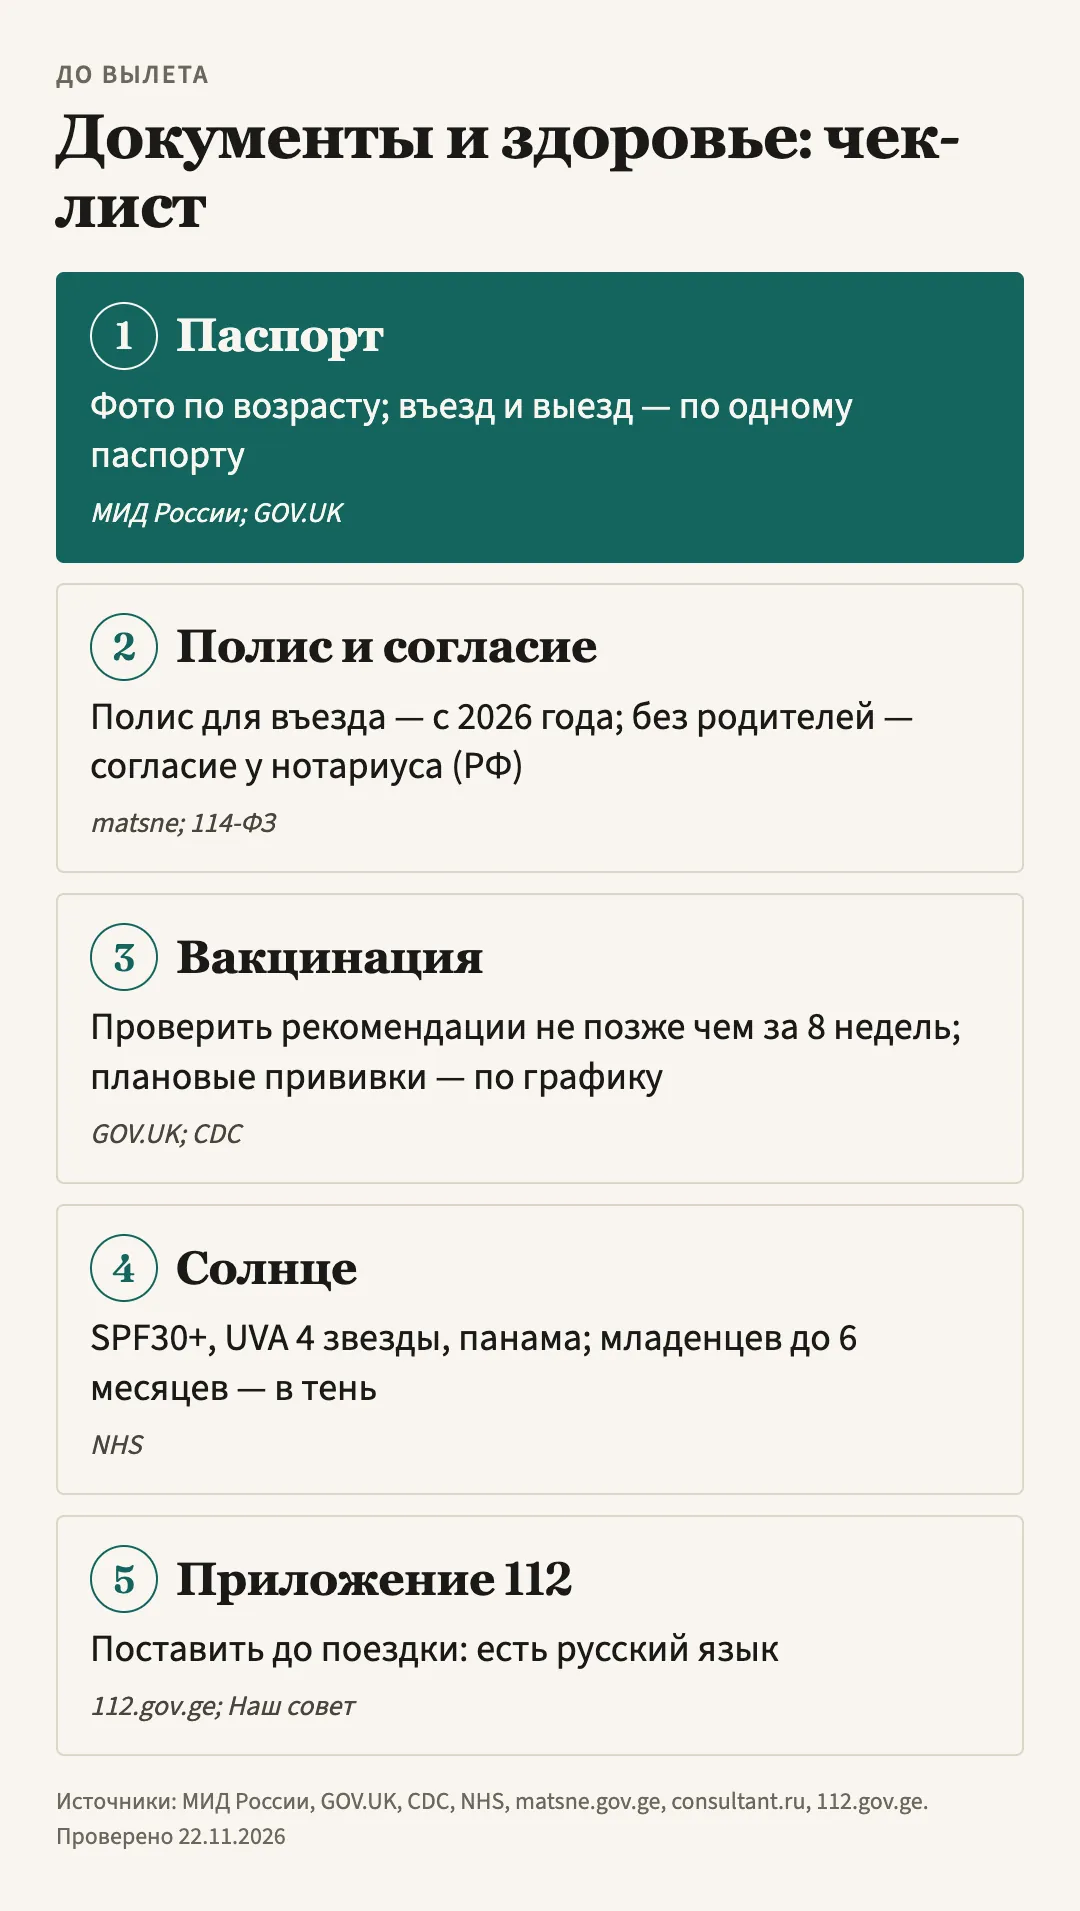 ДО ВЫЛЕТА
Документы и здоровье: чек-
лист
1 Паспорт
Фото по возрасту; въезд и выезд — по одному
паспорту
МИД России; GOV.UK
2 Полис и согласие
Полис для въезда — с 2026 года; без родителей —
согласие у нотариуса (РФ)
matsne; 114-ФЗ
3 Вакцинация
Проверить рекомендации не позже чем за 8 недель;
плановые прививки — по графику
GOV.UK; CDC
4 Солнце
SPF30+, UVA 4 звезды, панама; младенцев до 6
месяцев — в тень
NHS
5 Приложение 112
Поставить до поездки: есть русский язык
112.gov.ge; Наш совет
Источники: МИД России, GOV.UK, CDC, NHS, matsne.gov.ge, consultant.ru, 112.gov.ge.
Проверено 22.11.2026